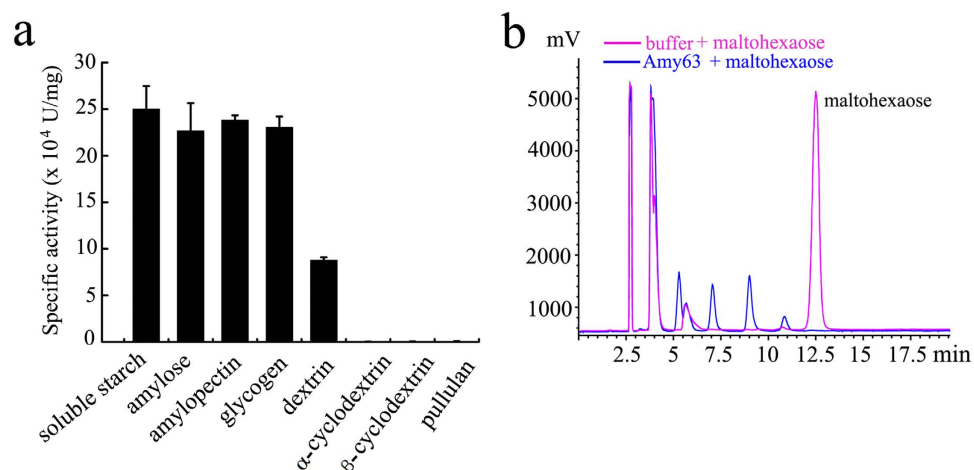 a
Specific activity (x 10⁴ U/mg)
30
25
20
15
10
5
0
soluble starch
amylose
amylopectin
glycogen
dextrin
α-cyclodextrin
β-cyclodextrin
pullulan
b
mV
buffer + maltohexaose
Amy63 + maltohexaose
maltohexaose
5000
4000
3000
2000
1000
2.5 5 7.5 10 12.5 15 17.5 min